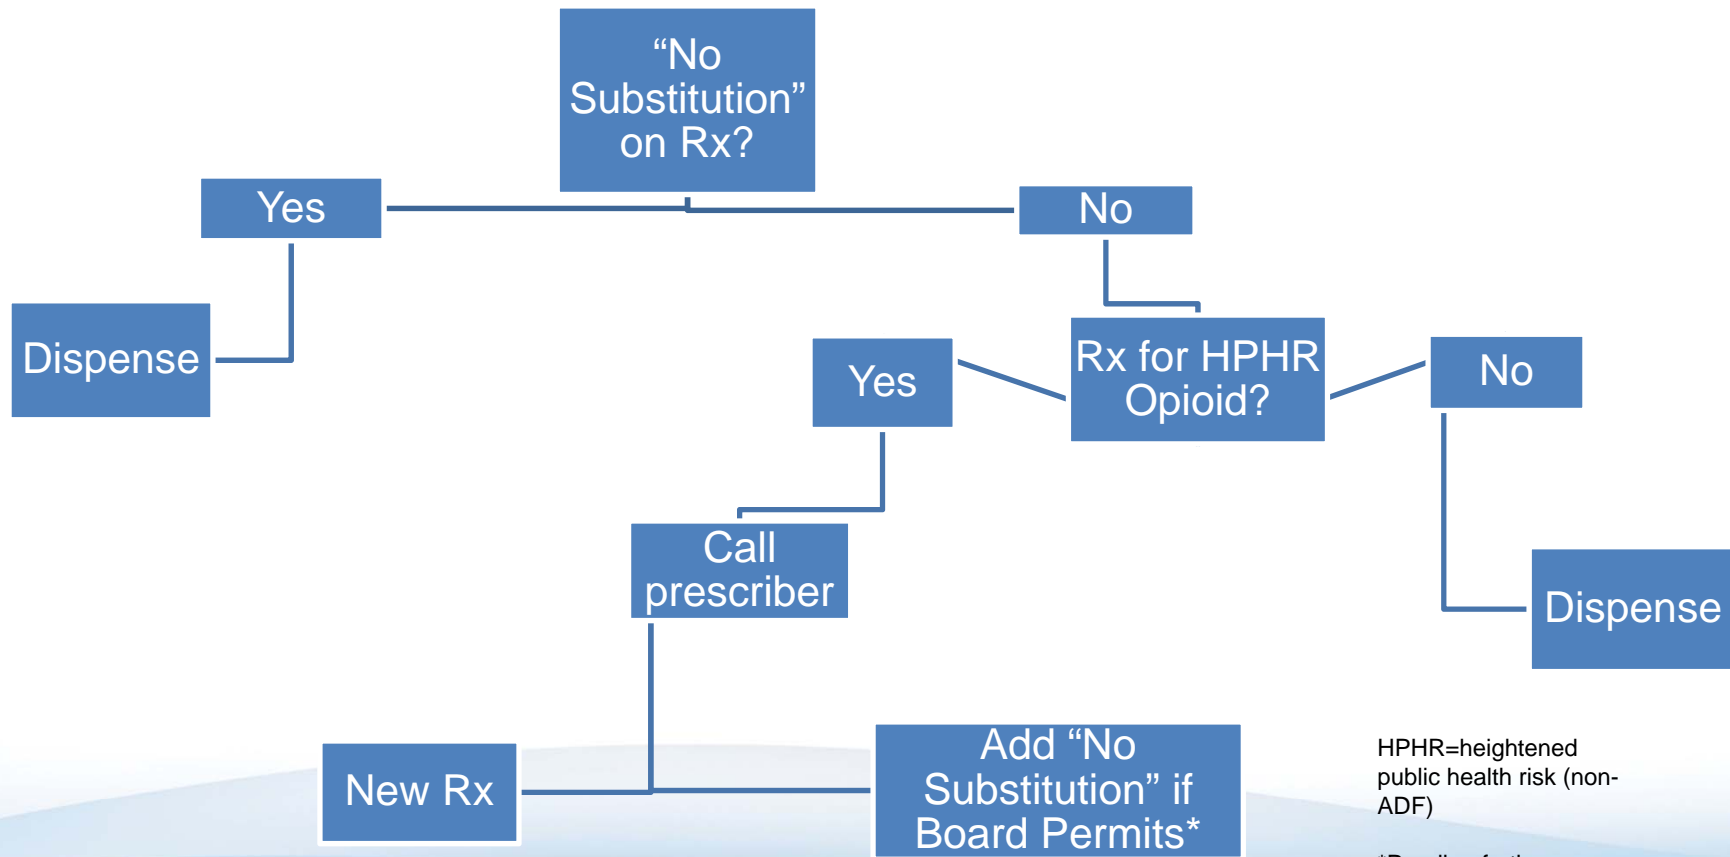 “No
Substitution”
on Rx?
Yes
No
Dispense
Rx for HPHR
Opioid?
Yes
No
Call
prescriber
Dispense
New Rx
Add “No
Substitution” if
Board Permits*
HPHR=heightened
public health risk (non-
ADF)